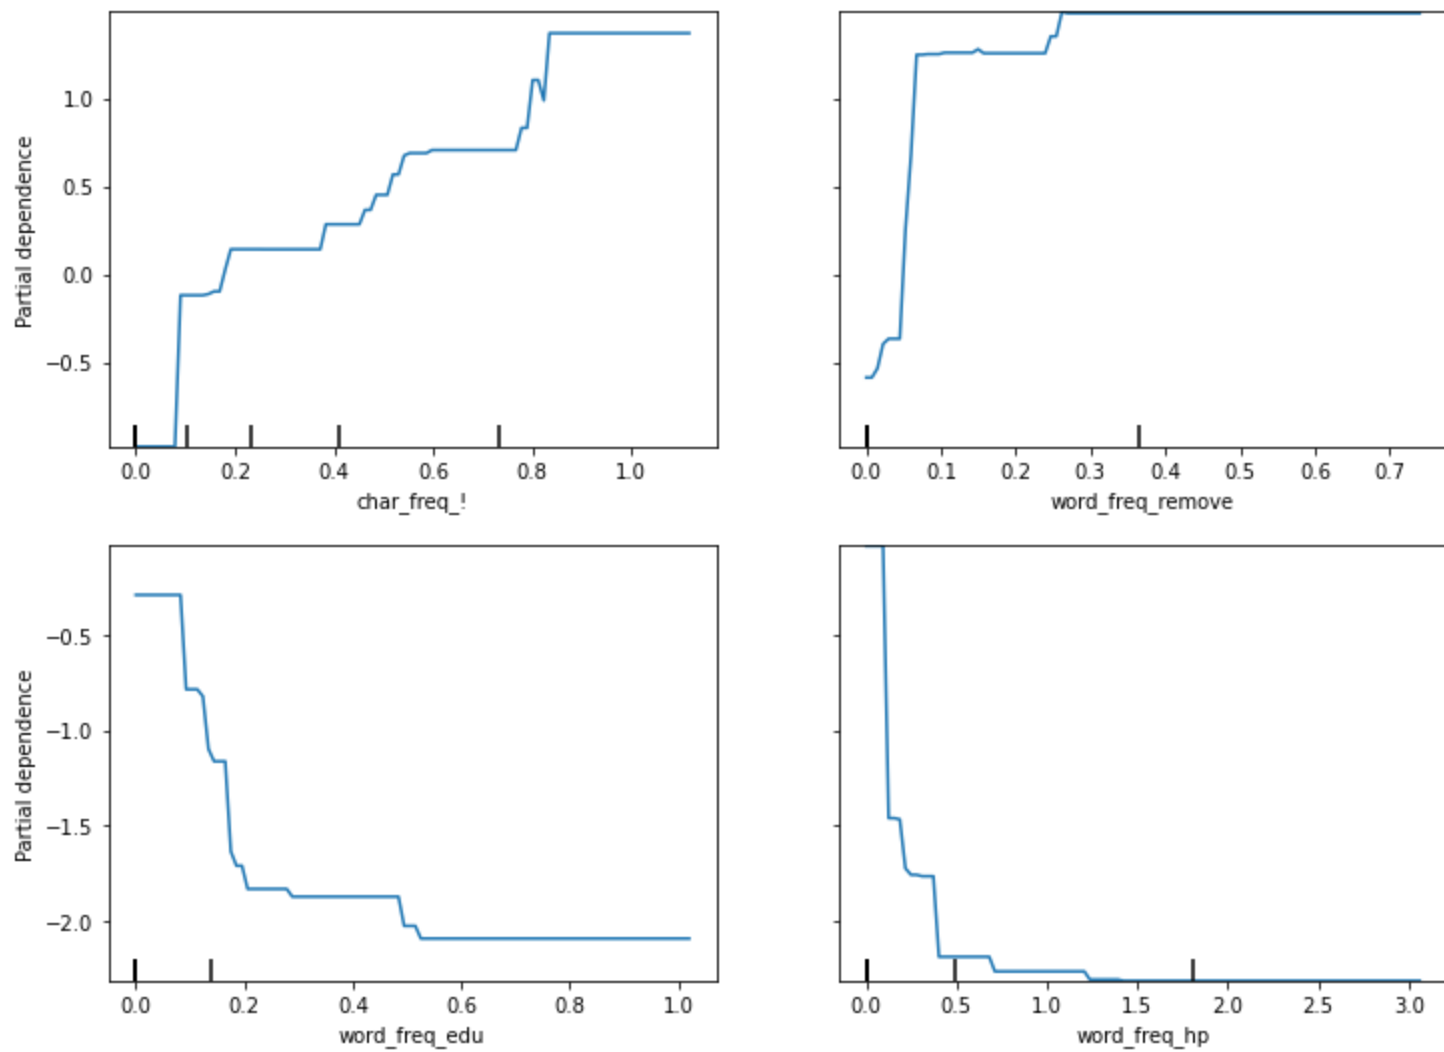 Partial dependence
1.0
0.5
0.0
−0.5
0.0 0.2 0.4 0.6 0.8 1.0
char_freq_!
0.0 0.1 0.2 0.3 0.4 0.5 0.6 0.7
word_freq_remove
Partial dependence
−0.5
−1.0
−1.5
−2.0
0.0 0.2 0.4 0.6 0.8 1.0
word_freq_edu
0.0 0.5 1.0 1.5 2.0 2.5 3.0
word_freq_hp